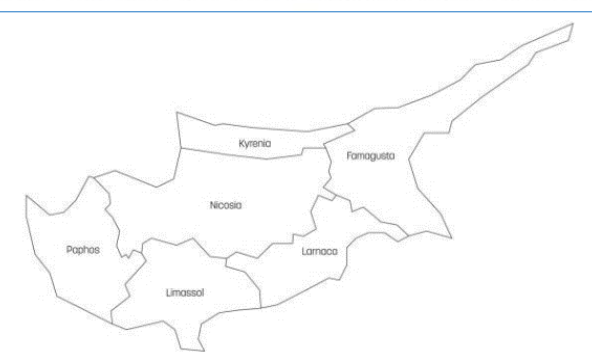 Kyrenia
Famagusta
Nicosia
Paphos
Larnaca
Limassol